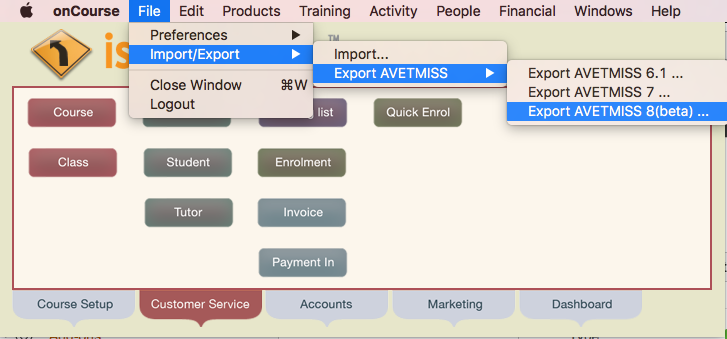 onCourse File Edit Products Training Activity People Financial Windows Help
Preferences
Import/Export
Close Window ⌘W
Logout
is
TM
Import...
Export AVETMISS
Export AVETMISS 6.1 ...
Export AVETMISS 7 ...
Export AVETMISS 8(beta) ...
Course list Quick Enrol
Class Student Enrolment
Tutor Invoice
Payment In
Course Setup Customer Service Accounts Marketing Dashboard